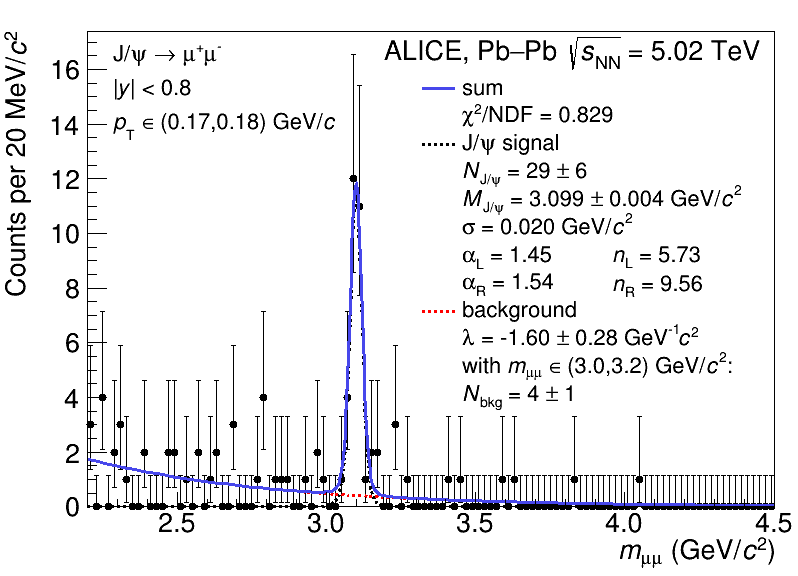 J/ψ → μ⁺μ⁻
|y| < 0.8
p_T ∈ (0.17,0.18) GeV/c
ALICE, Pb–Pb √s_NN = 5.02 TeV
sum
χ²/NDF = 0.829
J/ψ signal
N_J/ψ = 29 ± 6
M_J/ψ = 3.099 ± 0.004 GeV/c²
σ = 0.020 GeV/c²
α_L = 1.45 n_L = 5.73
α_R = 1.54 n_R = 9.56
background
λ = -1.60 ± 0.28 GeV⁻¹c²
with m_μμ ∈ (3.0,3.2) GeV/c²:
N_bkg = 4 ± 1
Counts per 20 MeV/c²
16
14
12
10
8
6
4
2
0
2.5 3.0 3.5 4.0 4.5
m_μμ (GeV/c²)